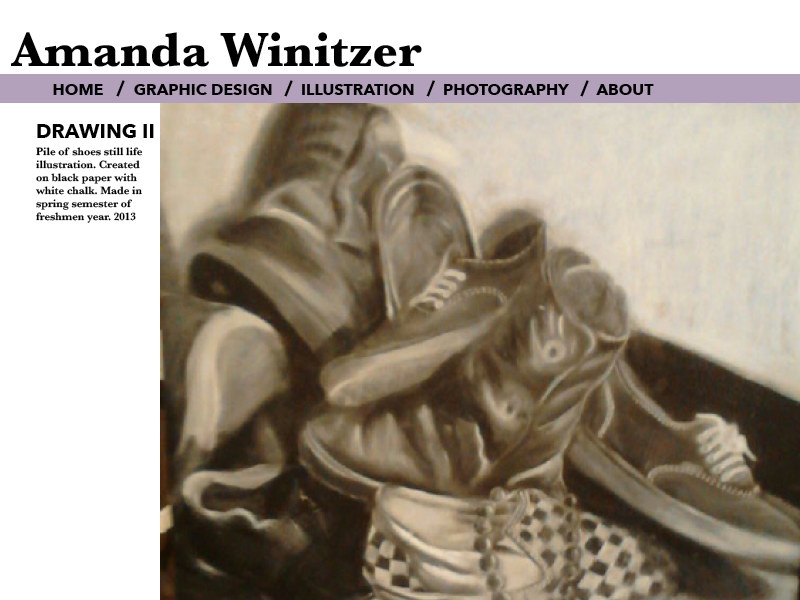 Amanda Winitzer
HOME / GRAPHIC DESIGN / ILLUSTRATION / PHOTOGRAPHY / ABOUT
DRAWING II
Pile of shoes still life
illustration. Created
on black paper with
white chalk. Made in
spring semester of
freshmen year. 2013